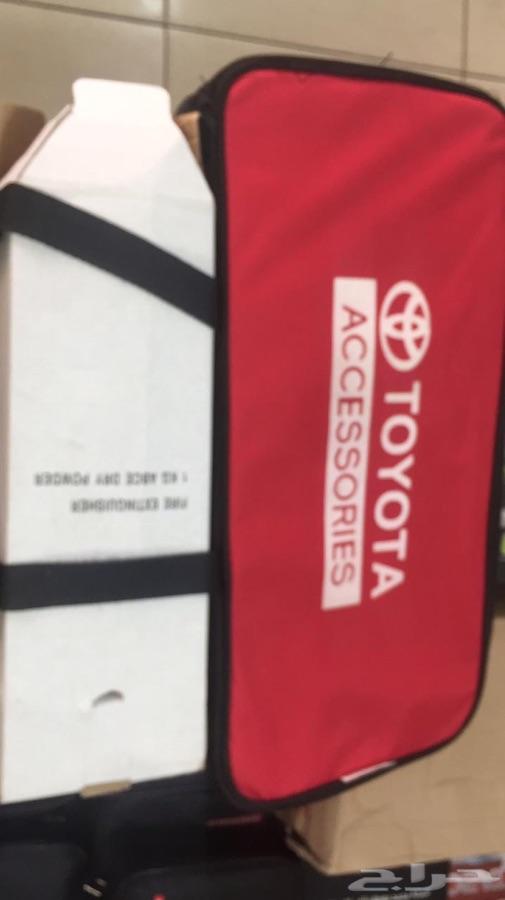 TOYOTA
ACCESSORIES
FIRE EXTINGUISHER
1 KG ABCE DRY POWDER
حراج